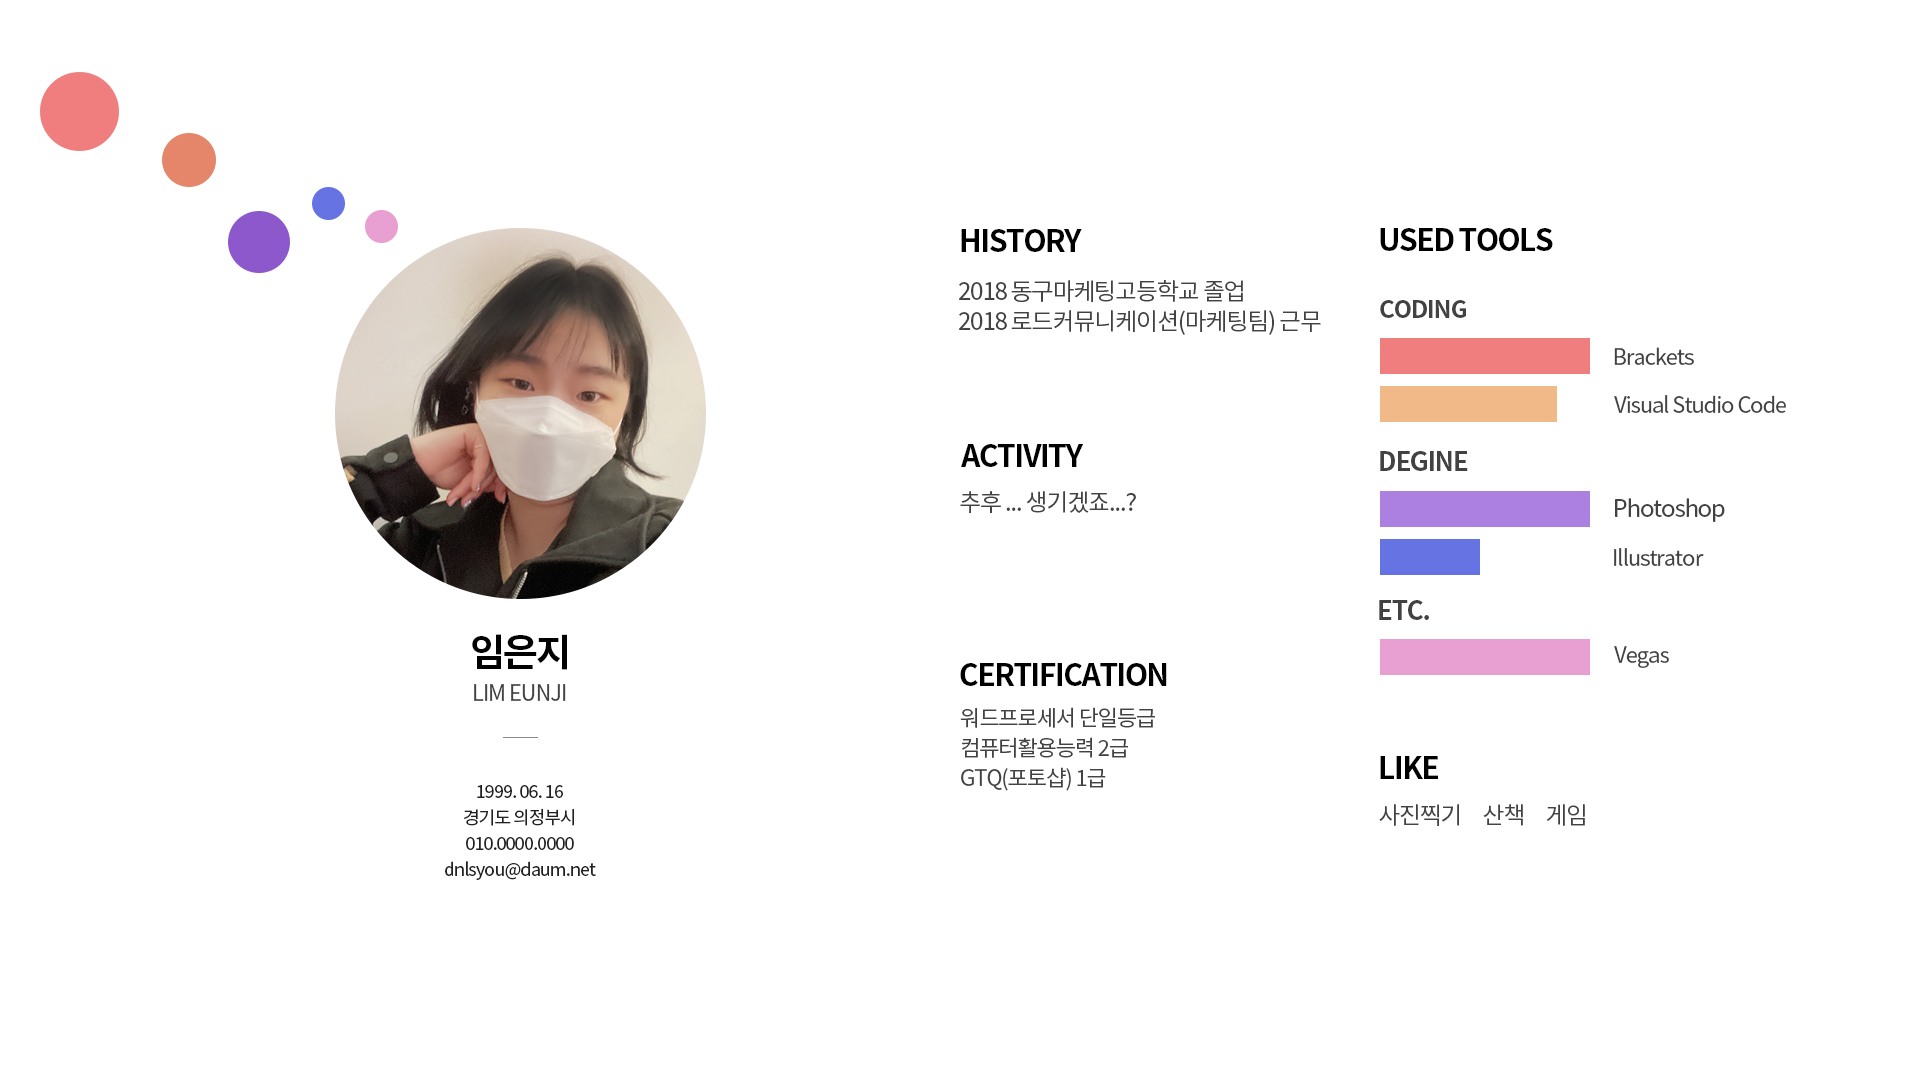 임은지
LIM EUNJI
1999. 06. 16
경기도 의정부시
010.0000.0000
dnlsyou@daum.net
HISTORY
2018 동구마케팅고등학교 졸업
2018 로드커뮤니케이션(마케팅팀) 근무
ACTIVITY
추후 ... 생기겠죠...?
CERTIFICATION
워드프로세서 단일등급
컴퓨터활용능력 2급
GTQ(포토샵) 1급
USED TOOLS
CODING
Brackets
Visual Studio Code
DEGINE
Photoshop
Illustrator
ETC.
Vegas
LIKE
사진찍기 산책 게임